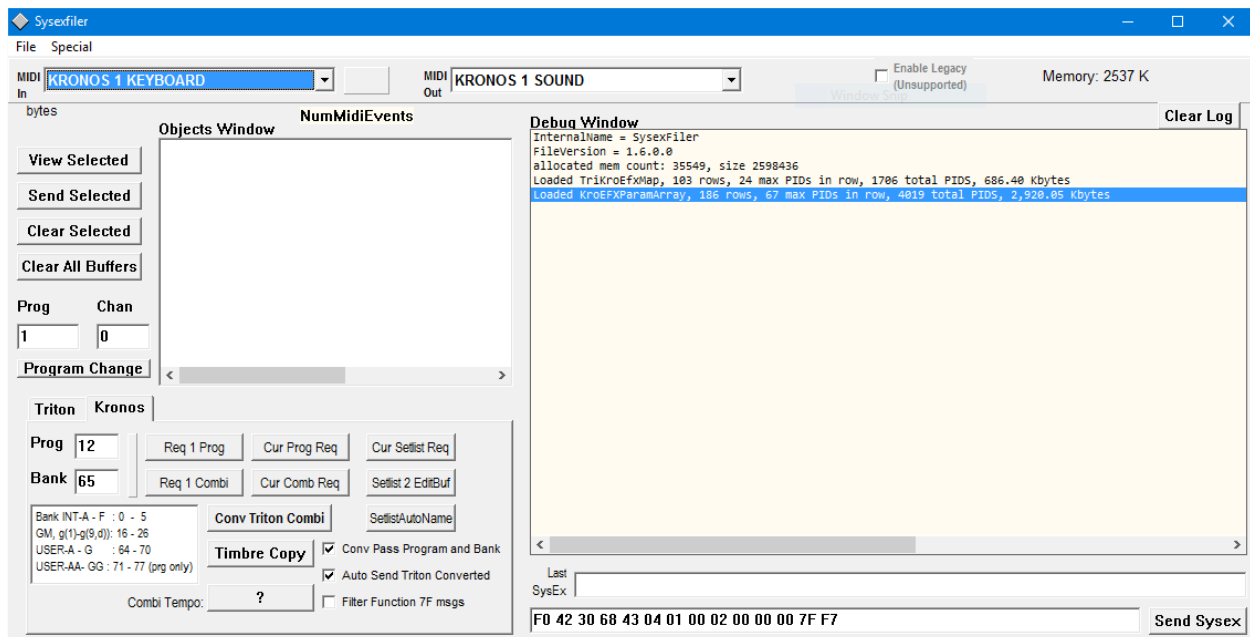 Sysexfiler
File Special
MIDI In KRONOS 1 KEYBOARD
MIDI Out KRONOS 1 SOUND
Enable Legacy
(Unsupported)
Window Snip
Memory: 2537 K
bytes
NumMidiEvents
Objects Window
Debug Window
Clear Log
InternalName = SysexFiler
FileVersion = 1.6.0.0
allocated mem count: 35549, size 2598436
Loaded TriKroEfxMap, 103 rows, 24 max PIDs in row, 1706 total PIDS, 686.40 Kbytes
Loaded KroEFXParamArray, 186 rows, 67 max PIDs in row, 4019 total PIDS, 2,920.05 Kbytes
View Selected
Send Selected
Clear Selected
Clear All Buffers
Prog Chan
1 0
Program Change
Triton Kronos
Prog 12
Req 1 Prog Cur Prog Req Cur Setlist Req
Bank 65
Req 1 Combi Cur Comb Req Setlist 2 EditBuf
Bank INT-A - F : 0 - 5
GM, g(1)-g(9,d)): 16 - 26
USER-A - G : 64 - 70
USER-AA- GG : 71 - 77 (prg only)
Conv Triton Combi SetlistAutoName
Timbre Copy
Conv Pass Program and Bank
Auto Send Triton Converted
Combi Tempo: ?
Filter Function 7F msgs
Last
SysEx
F0 42 30 68 43 04 01 00 02 00 00 00 7F F7
Send Sysex